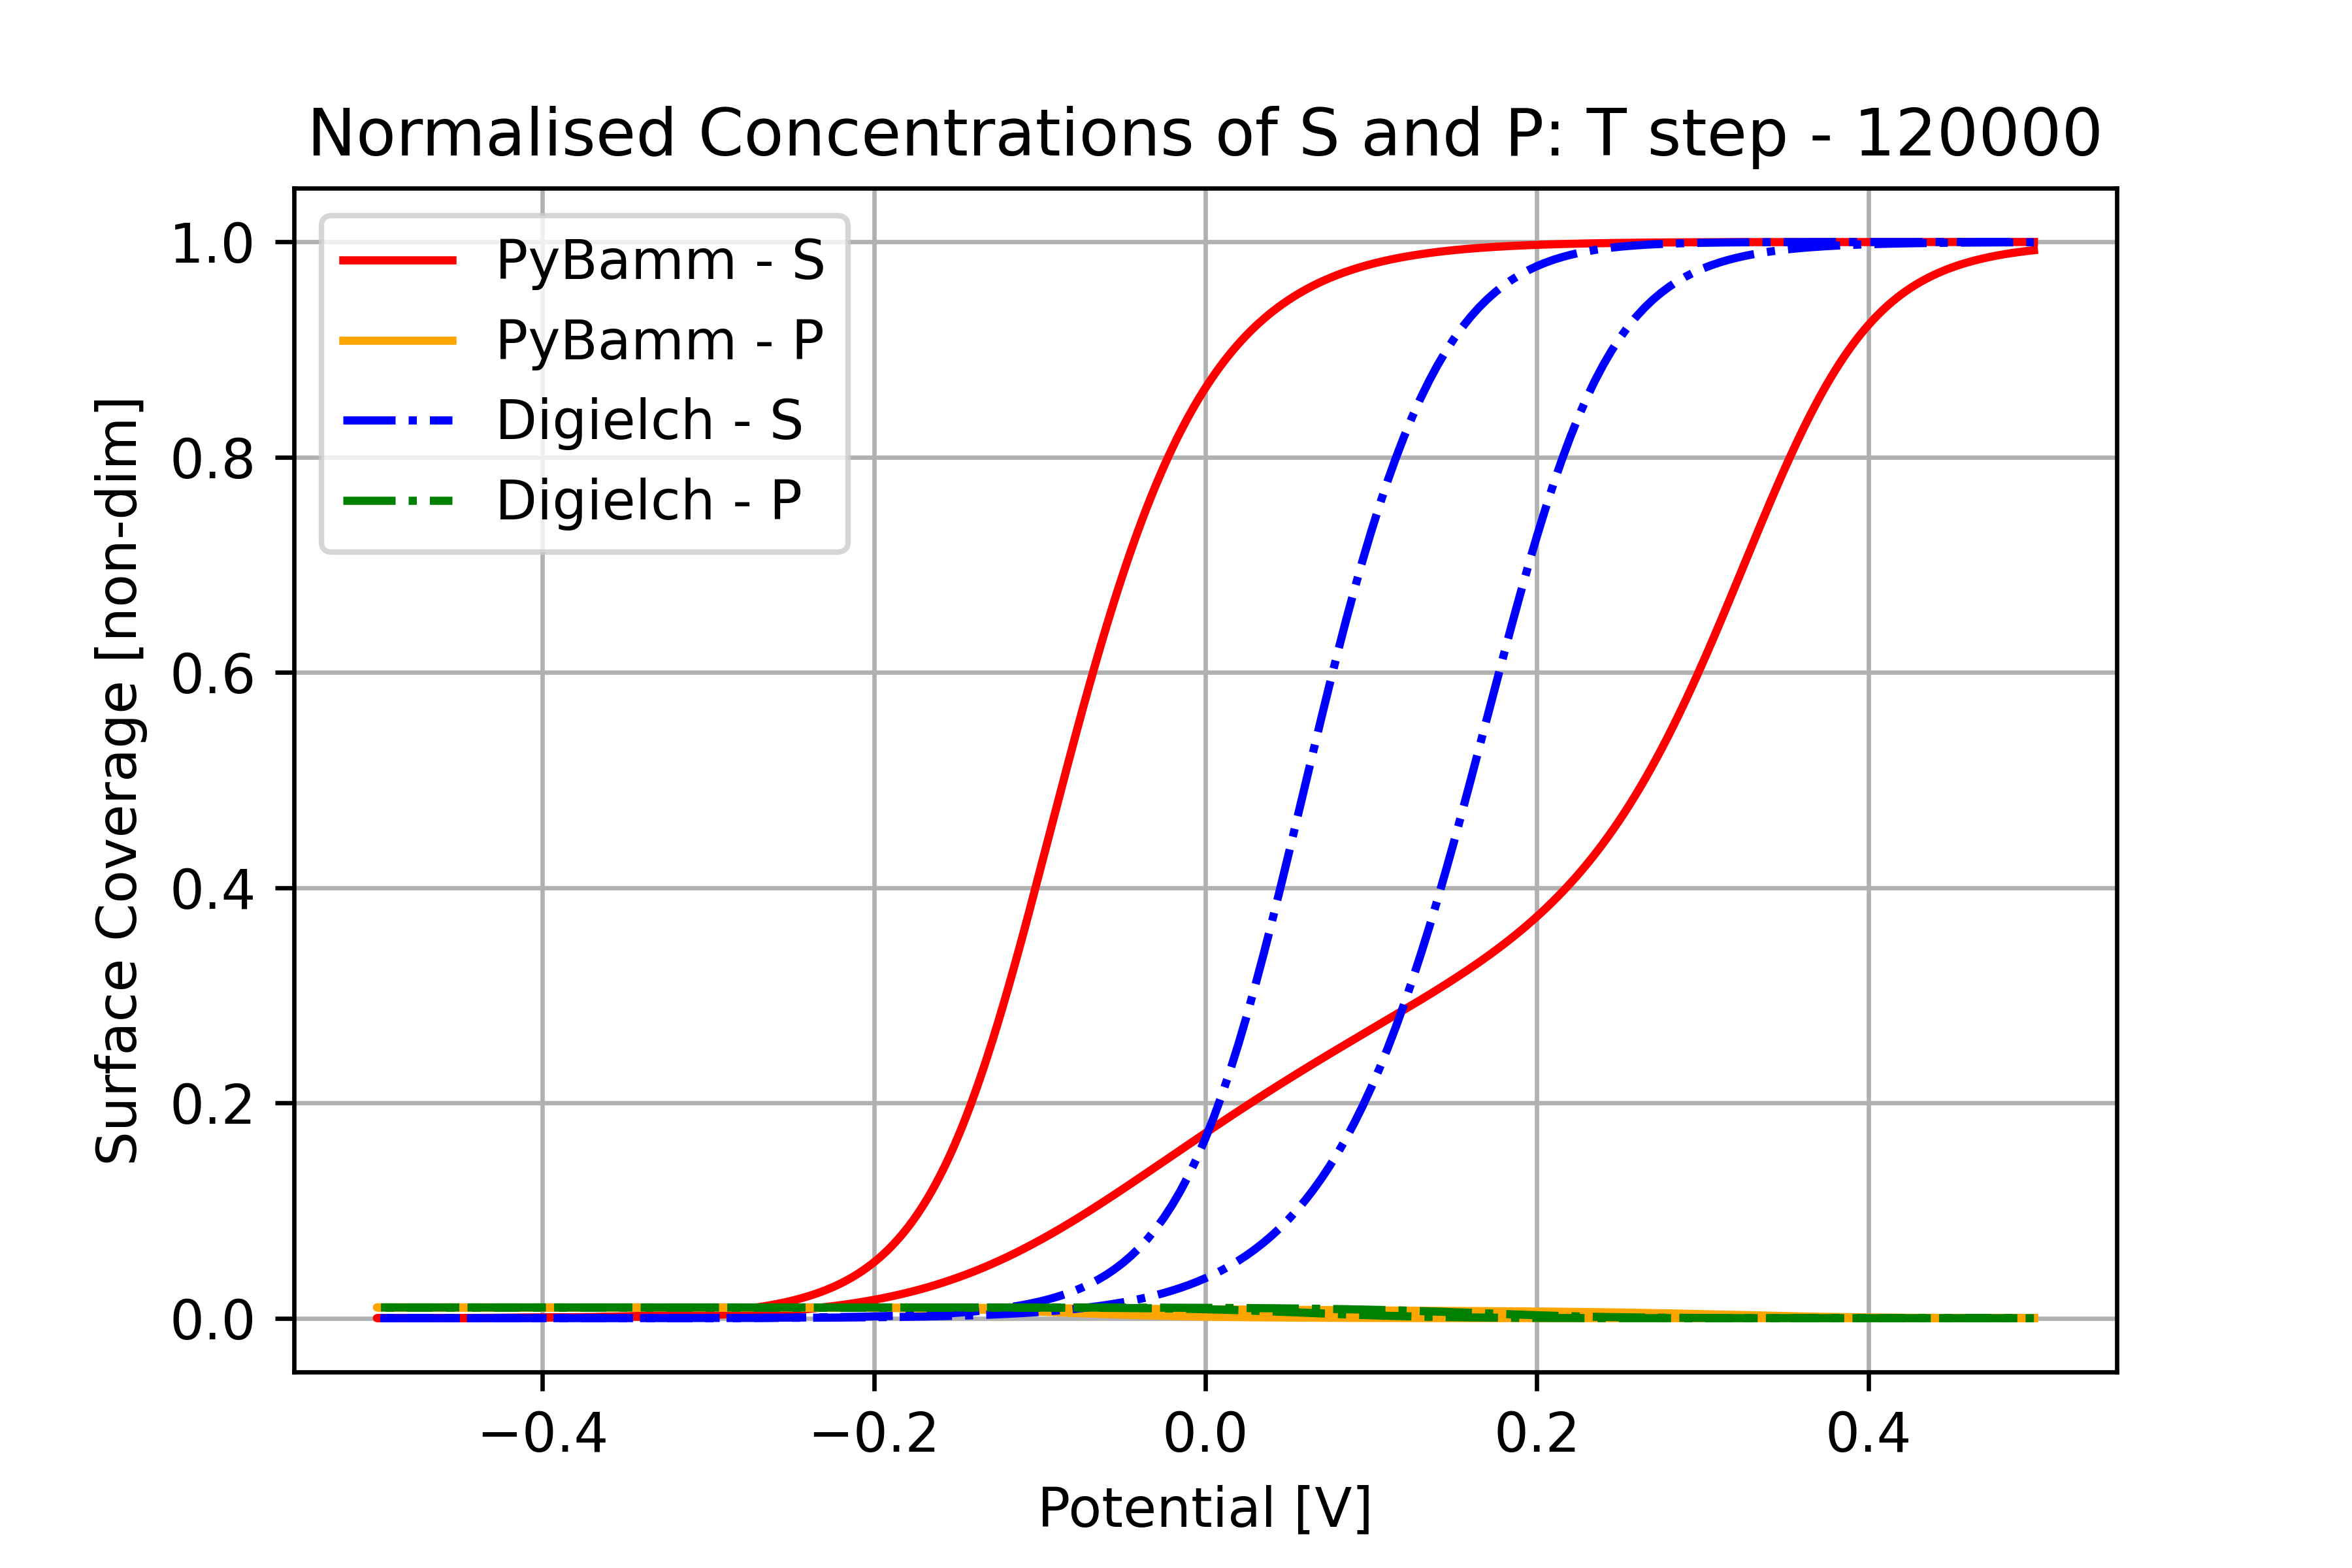 Normalised Concentrations of S and P: T step - 120000
PyBamm - S
PyBamm - P
Digielch - S
Digielch - P
1.0
0.8
0.6
0.4
0.2
0.0
Surface Coverage [non-dim]
−0.4 −0.2 0.0 0.2 0.4
Potential [V]